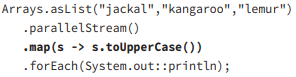 Arrays.asList("jackal","kangaroo","lemur")
.parallelStream()
.map(s -> s.toUpperCase())
.forEach(System.out::println);